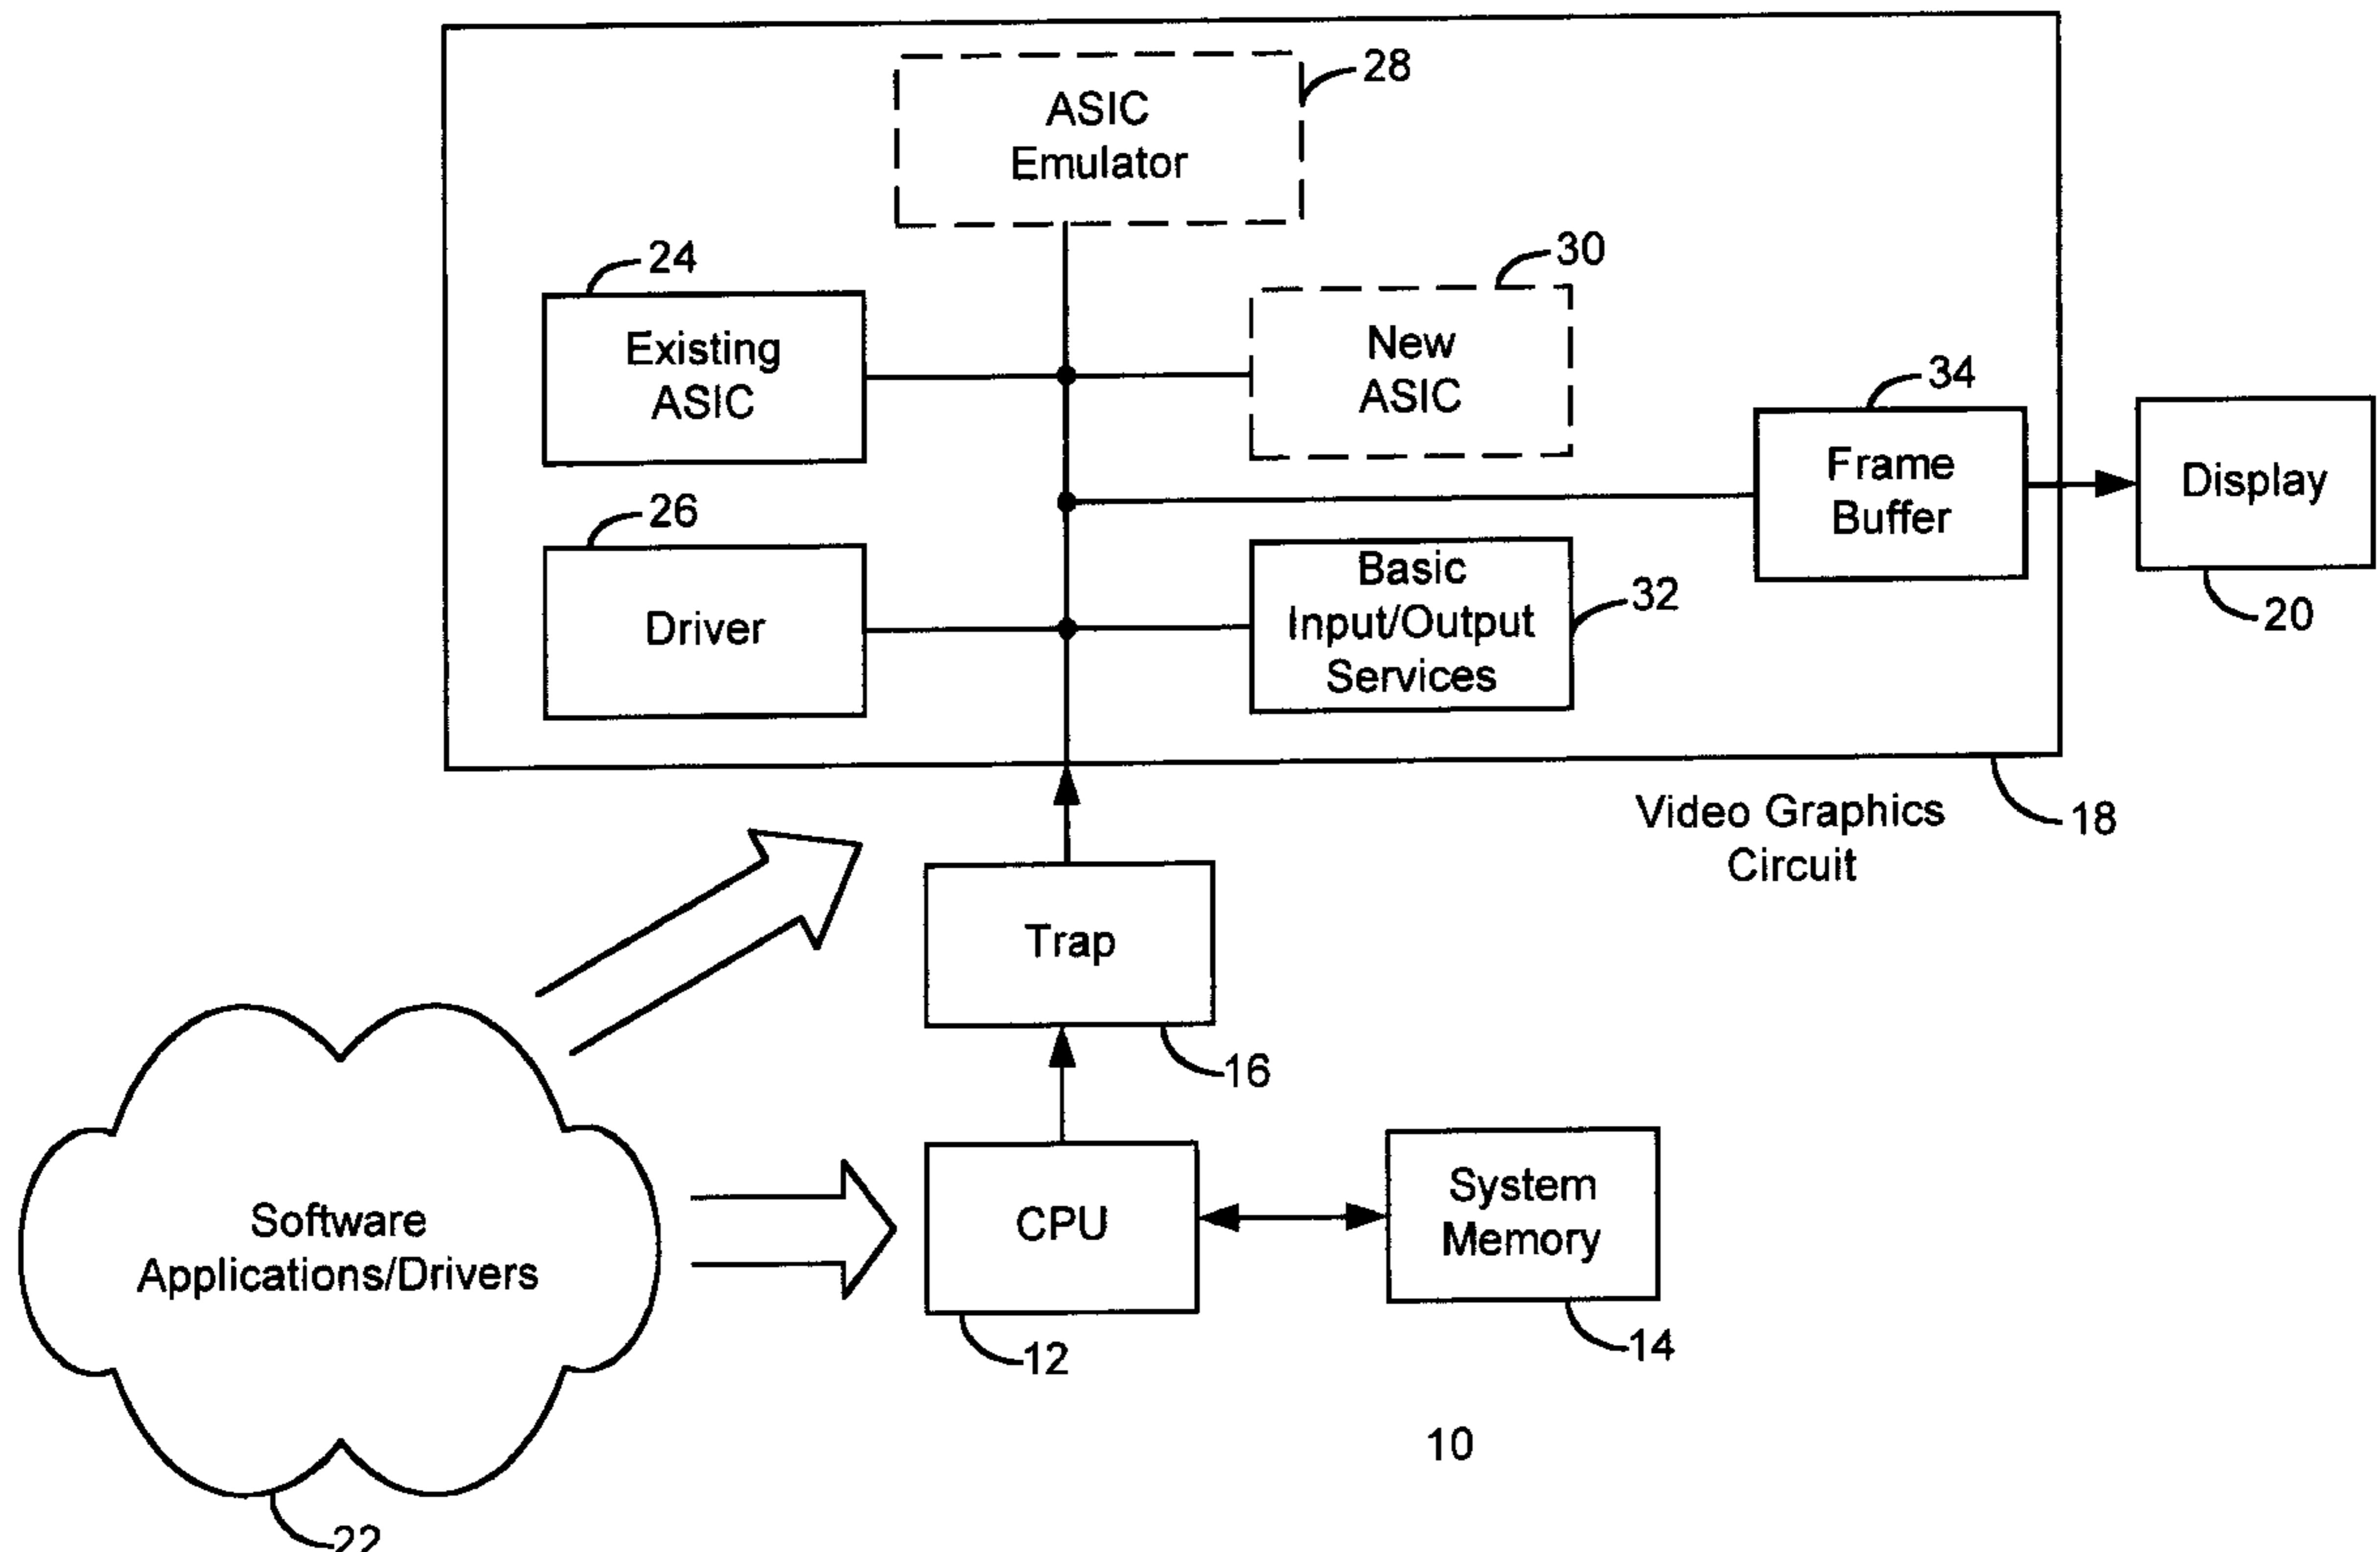 28
ASIC
Emulator
24
30
Existing
ASIC
New
ASIC
34
Frame
Buffer
Display
26
20
Driver
Basic
Input/Output
Services
32
Video Graphics
Circuit
18
Trap
16
Software
Applications/Drivers
CPU
System
Memory
12
14
10
22